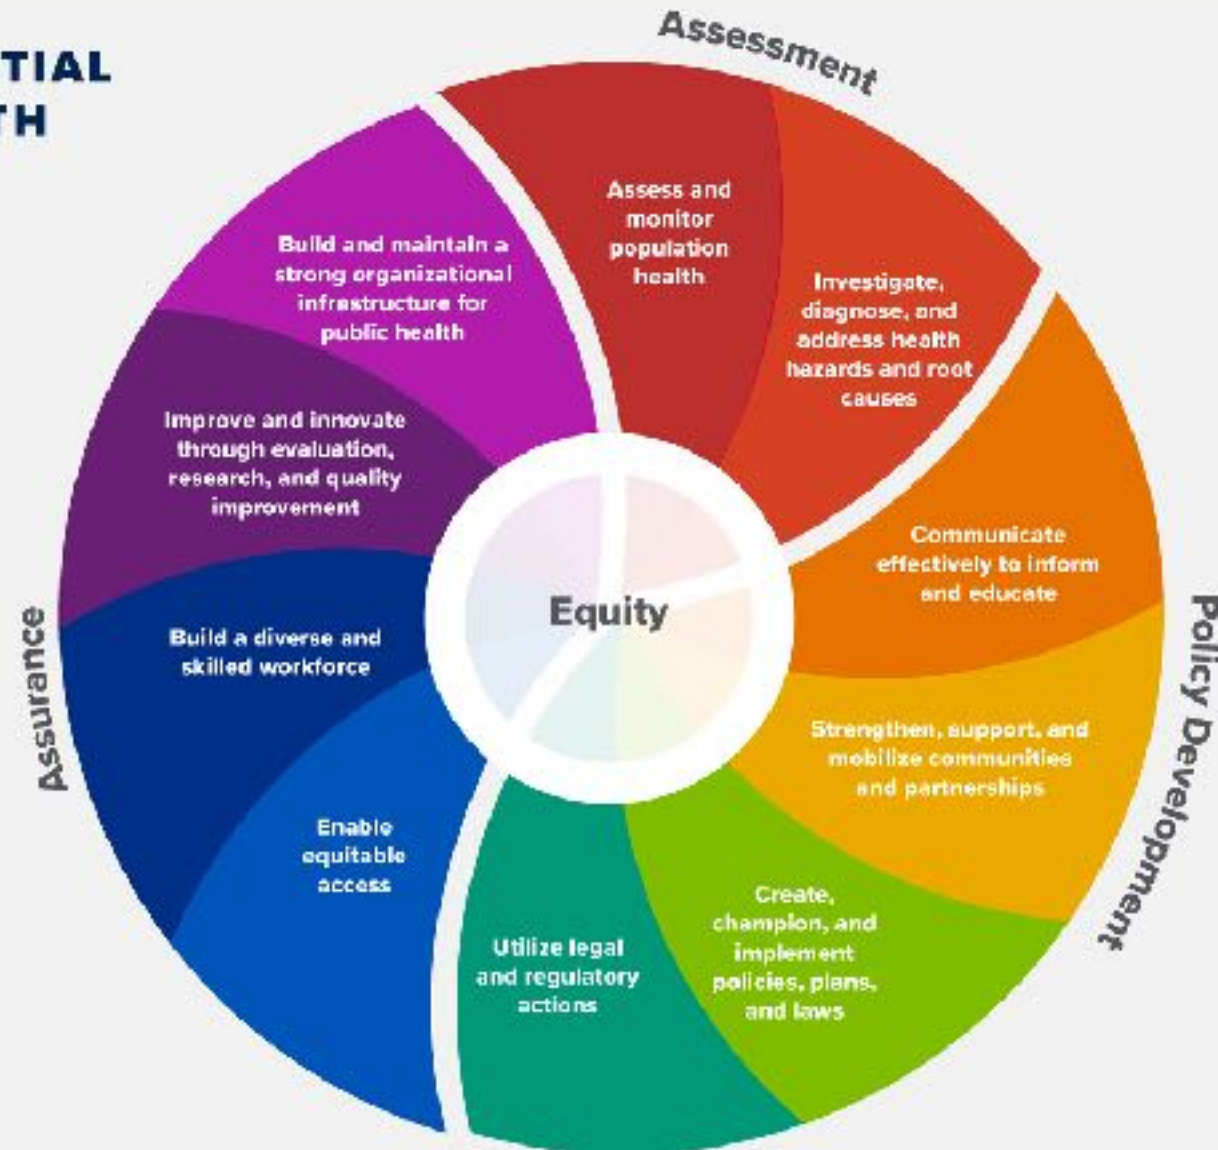 TIAL
TH
Assessment
Assess and
monitor
population
health
Investigate,
diagnose, and
address health
hazards and root
causes
Communicate
effectively to inform
and educate
Strengthen, support, and
mobilize communities
and partnerships
Policy Development
Create,
champion, and
implement
policies, plans,
and laws
Utilize legal
and regulatory
actions
Enable
equitable
access
Build a diverse and
skilled workforce
Assurance
Improve and innovate
through evaluation,
research, and quality
improvement
Build and maintain a
strong organizational
infrastructure for
public health
Equity